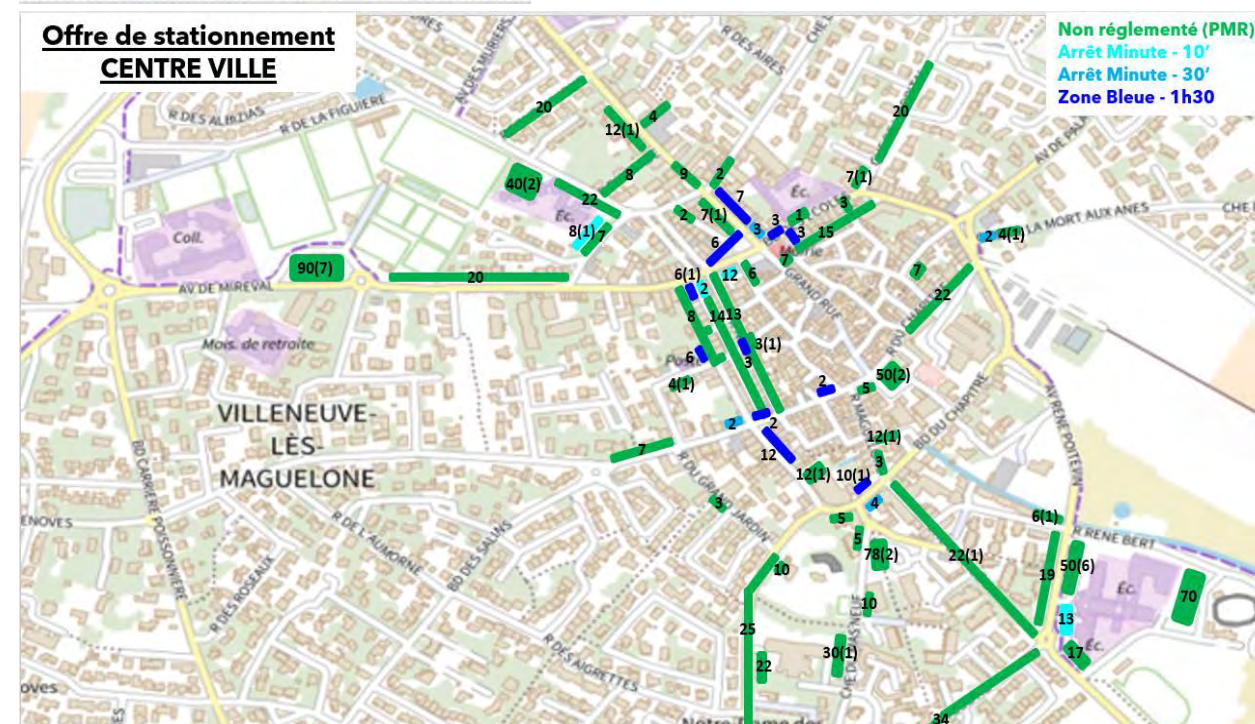 Offre de stationnement
CENTRE VILLE
Non réglementé (PMR)
Arrêt Minute - 10'
Arrêt Minute - 30'
Zone Bleue - 1h30
R DES AIRES
AV DES MURIERS
R DE LA FIGUIERE
20
4
12(1)
20
8
9
2
40(2)
22
7
7(1)
Éc.
7(1)
3
1
2
3
3
3
15
LA MORT AUX ANES
2
4(1)
Éc.
8(1)
7
6
Coll.
90(7)
20
AV DE MIREVAL
6(1)
2
12
6
7
GRAND RUE
7
22
8
14
13
Mais. de retraite
6
3(1)
3
4(1)
2
5
50(2)
VILLENEUVE-
LÈS-
MAGUELONE
2
2
7
12
12(1)
3
BD DU CHAPITRE
AV RENE POITEVIN
12(1)
10(1)
4
R DU GRAND JARDIN
3
5
5
78(2)
22(1)
6(1)
R RENE BERT
19
50(6)
Éc.
70
13
Éc.
17
ENOVES
BD CARRIERE POISSONNIERE
R DES ROSEAUX
R DE L'AUMORNE
BD DES SALINS
R DES AIGRETTES
10
10
25
22
30(1)
34
oves
Notre-Dame des